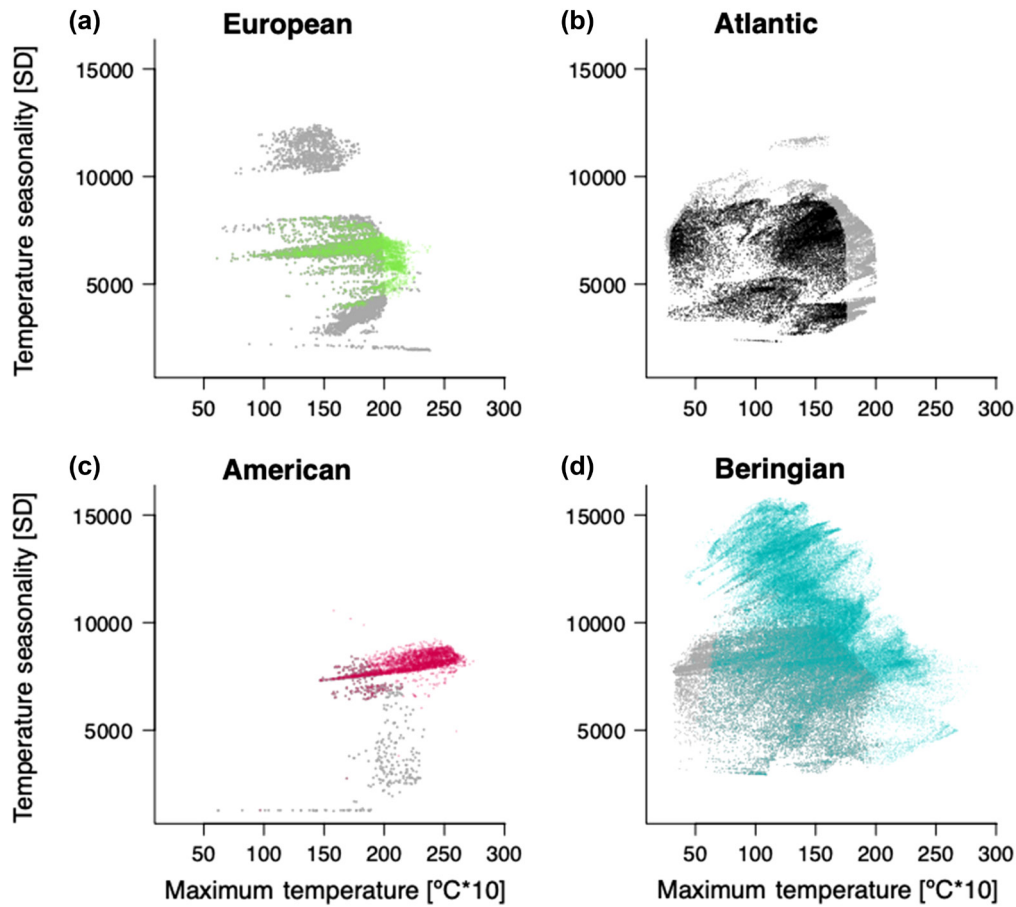 (a) European
Temperature seasonality [SD]
15000
10000
5000
50 100 150 200 250 300
(b) Atlantic
15000
10000
5000
50 100 150 200 250 300
(c) American
Temperature seasonality [SD]
15000
10000
5000
50 100 150 200 250 300
Maximum temperature [ºC*10]
(d) Beringian
15000
10000
5000
50 100 150 200 250 300
Maximum temperature [ºC*10]